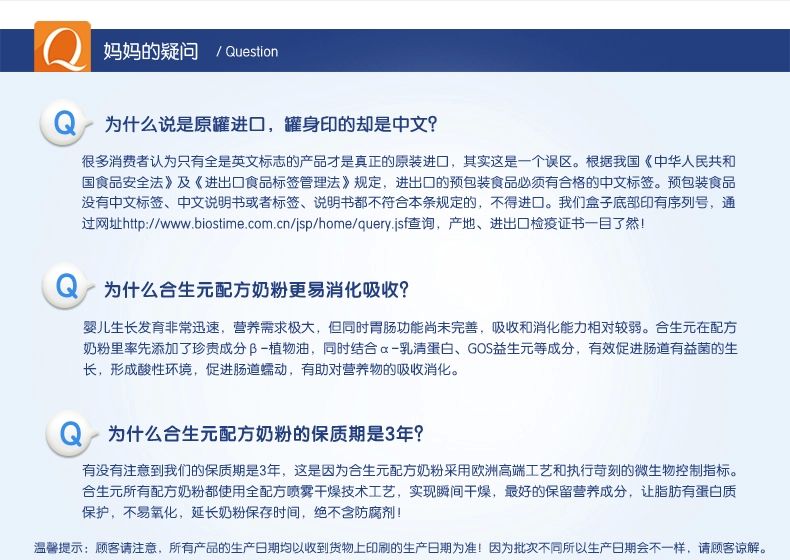 Q 妈妈的疑问 / Question
Q 为什么说是原罐进口，罐身印的却是中文？
很多消费者认为只有全是英文标志的产品才是真正的原装进口，其实这是一个误区。根据我国《中华人民共和
国食品安全法》及《进出口食品标签管理法》规定，进出口的预包装食品必须有合格的中文标签。预包装食品
没有中文标签、中文说明书或者标签、说明书都不符合本条规定的，不得进口。我们盒子底部印有序列号，通
过网址http://www.biostime.com.cn/jsp/home/query.jsf查询，产地、进出口检疫证书一目了然！
Q 为什么合生元配方奶粉更易消化吸收？
婴儿生长发育非常迅速，营养需求极大，但同时胃肠功能尚未完善，吸收和消化能力相对较弱。合生元在配方
奶粉里率先添加了珍贵成分β-植物油，同时结合α-乳清蛋白、GOS益生元等成分，有效促进肠道有益菌的生
长，形成酸性环境，促进肠道蠕动，有助对营养物的吸收消化。
Q 为什么合生元配方奶粉的保质期是3年？
有没有注意到我们的保质期是3年，这是因为合生元配方奶粉采用欧洲高端工艺和执行苛刻的微生物控制指标。
合生元所有配方奶粉都使用全配方喷雾干燥技术工艺，实现瞬间干燥，最好的保留营养成分，让脂肪有蛋白质
保护，不易氧化，延长奶粉保存时间，绝不含防腐剂！
温馨提示：顾客请注意，所有产品的生产日期均以收到货物上印刷的生产日期为准！因为批次不同所以生产日期会不一样，请顾客谅解。